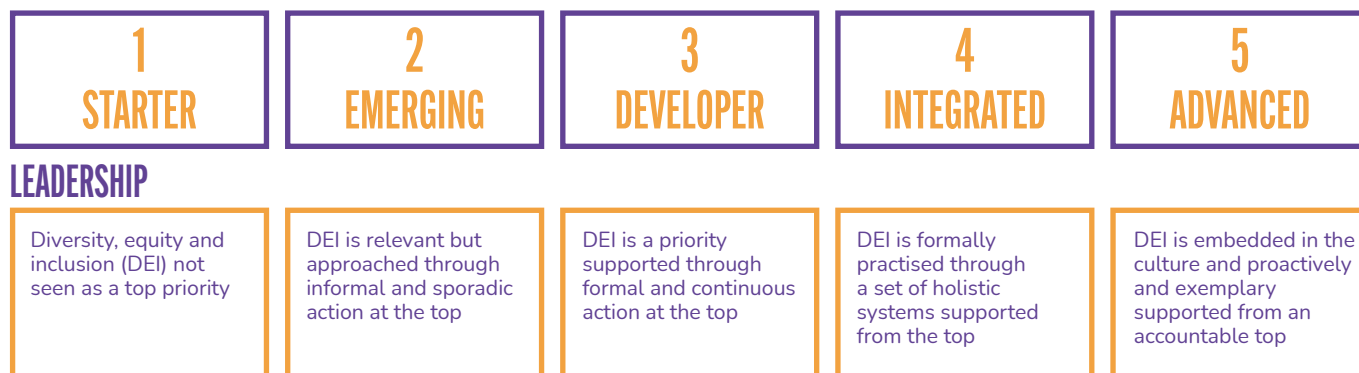 1
STARTER
2
EMERGING
3
DEVELOPER
4
INTEGRATED
5
ADVANCED
LEADERSHIP
Diversity, equity and
inclusion (DEI) not
seen as a top priority
DEI is relevant but
approached through
informal and sporadic
action at the top
DEI is a priority
supported through
formal and continuous
action at the top
DEI is formally
practised through
a set of holistic
systems supported
from the top
DEI is embedded in the
culture and proactively
and exemplary
supported from an
accountable top